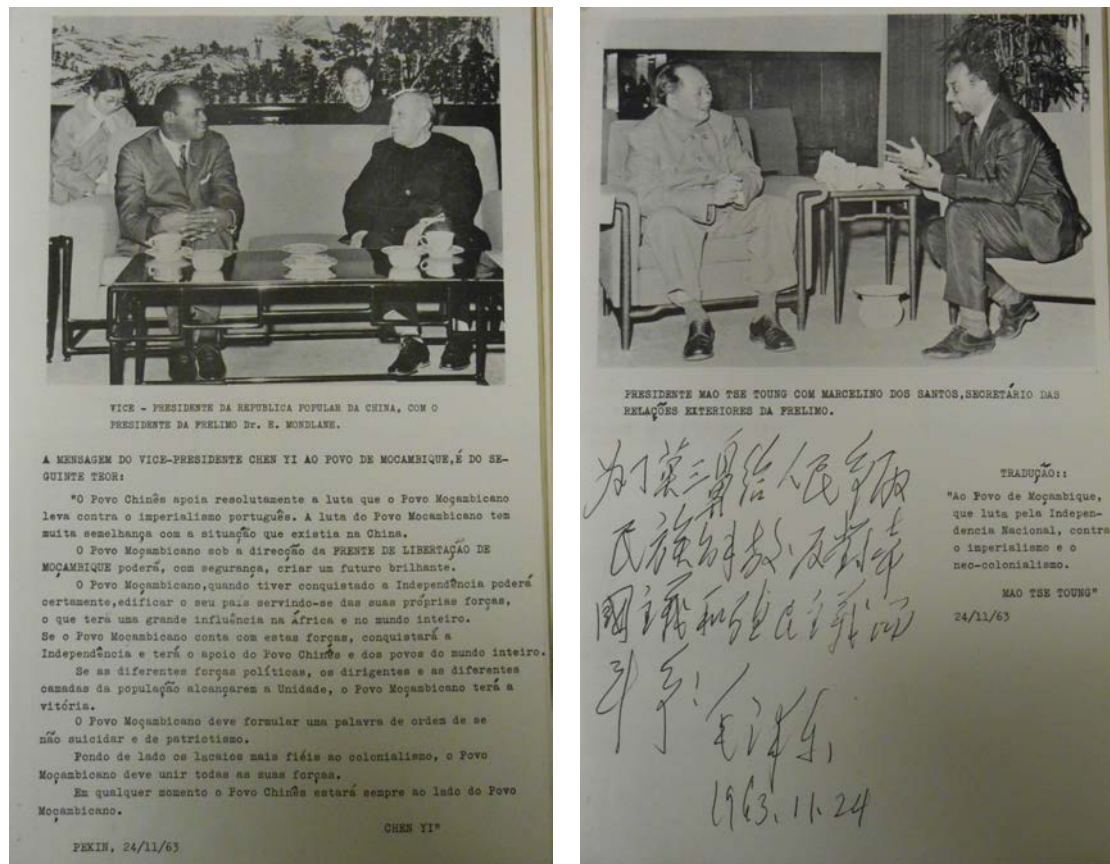 VICE - PRESIDENTE DA REPUBLICA POPULAR DA CHINA, COM O
PRESIDENTE DA FRELIMO Dr. E. MONDLANE.
A MENSAGEM DO VICE-PRESIDENTE CHEN YI AO POVO DE MOCAMBIQUE,É DO SE-
GUINTE TEOR:
"O Povo Chinês apoia resolutamente a luta que o Povo Moçambicano
leva contra o imperialismo português. A luta do Povo Mocambicano tem
muita semelhança com a situação que existia na China.
O Povo Moçambicano sob a direcção da FRENTE DE LIBERTAÇÃO DE
MOÇAMBIQUE poderá, com segurança, criar um futuro brilhante.
O Povo Moçambicano,quando tiver conquistado a Independência poderá
certamente,edificar o seu país servindo-se das suas próprias forças,
o que terá uma grande influência na África e no mundo inteiro.
Se o Povo Mocambicano conta com estas forças, conquistará a
Independência e terá o apoio do Povo Chinês e dos povos do mundo inteiro.
Se as diferentes forças políticas, os dirigentes e as diferentes
camadas da população alcançarem a Unidade, o Povo Moçambicano terá a
vitória.
O Povo Moçambicano deve formular uma palavra de ordem de se
não suicidar e de patriotismo.
Pondo de lado os lacaios mais fiéis ao colonialismo, o Povo
Moçambicano deve unir todas as suas forças.
Em qualquer momento o Povo Chinês estará sempre ao lado do Povo
Moçambicano.
CHEN YI"
PEKIN, 24/11/63
PRESIDENTE MAO TSE TOUNG COM MARCELINO DOS SANTOS,SECRETÁRIO DAS
RELAÇÕES EXTERIORES DA FRELIMO.
为了莫三鼻给人民争取
民族解放、反對帝
國主義和殖民主義而
斗争!
毛泽东
1963.11.24
TRADUÇÃO::
"Ao Povo de Moçambique,
que luta pela Indepen-
dencia Nacional, contra
o imperialismo e o
neo-colonialismo.
MAO TSE TOUNG"
24/11/63